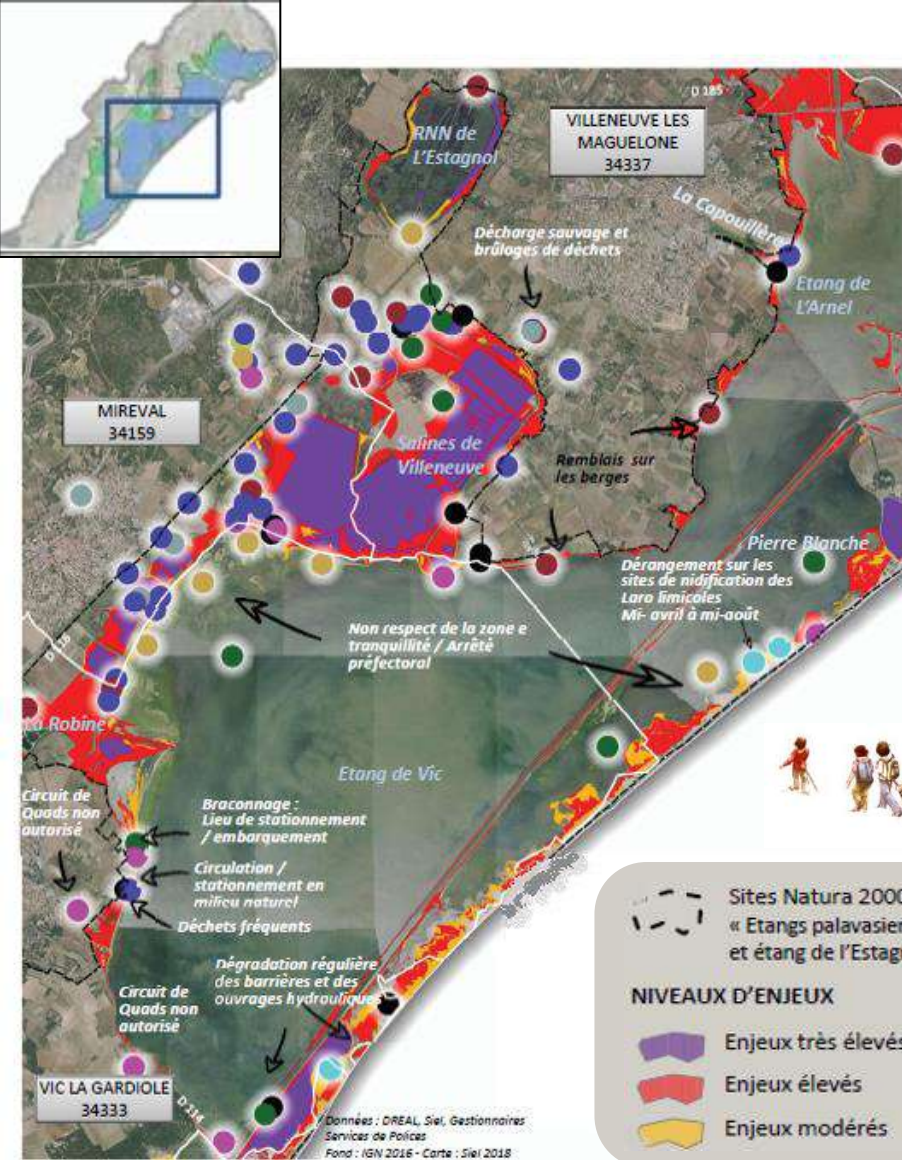 D 185
RNN de
L'Estagnol
VILLENEUVE LES
MAGUELONE
34337
La Capouillère
Décharge sauvage et
brûlages de déchets
Etang de
L'Arnel
MIREVAL
34159
Salines de
Villeneuve
Remblais sur
les berges
Pierre Blanche
Dérangement sur les
sites de nidification des
Laro limicoles
Mi- avril à mi-août
Non respect de la zone e
tranquillité / Arrêté
préfectoral
La Robine
Etang de Vic
Circuit de
Quads non
autorisé
Braconnage :
Lieu de stationnement
/ embarquement
Circulation /
stationnement en
milieu naturel
Déchets fréquents
Dégradation régulière
des barrières et des
ouvrages hydrauliques
Circuit de
Quads non
autorisé
VIC LA GARDIOLE
34333
D 114
Données : DREAL, Siel, Gestionnaires
Services de Polices
Fond : IGN 2016 - Carte : Siel 2018
Sites Natura 2000
« Etangs palavasien
et étang de l'Estagn
NIVEAUX D'ENJEUX
Enjeux très élevés
Enjeux élevés
Enjeux modérés